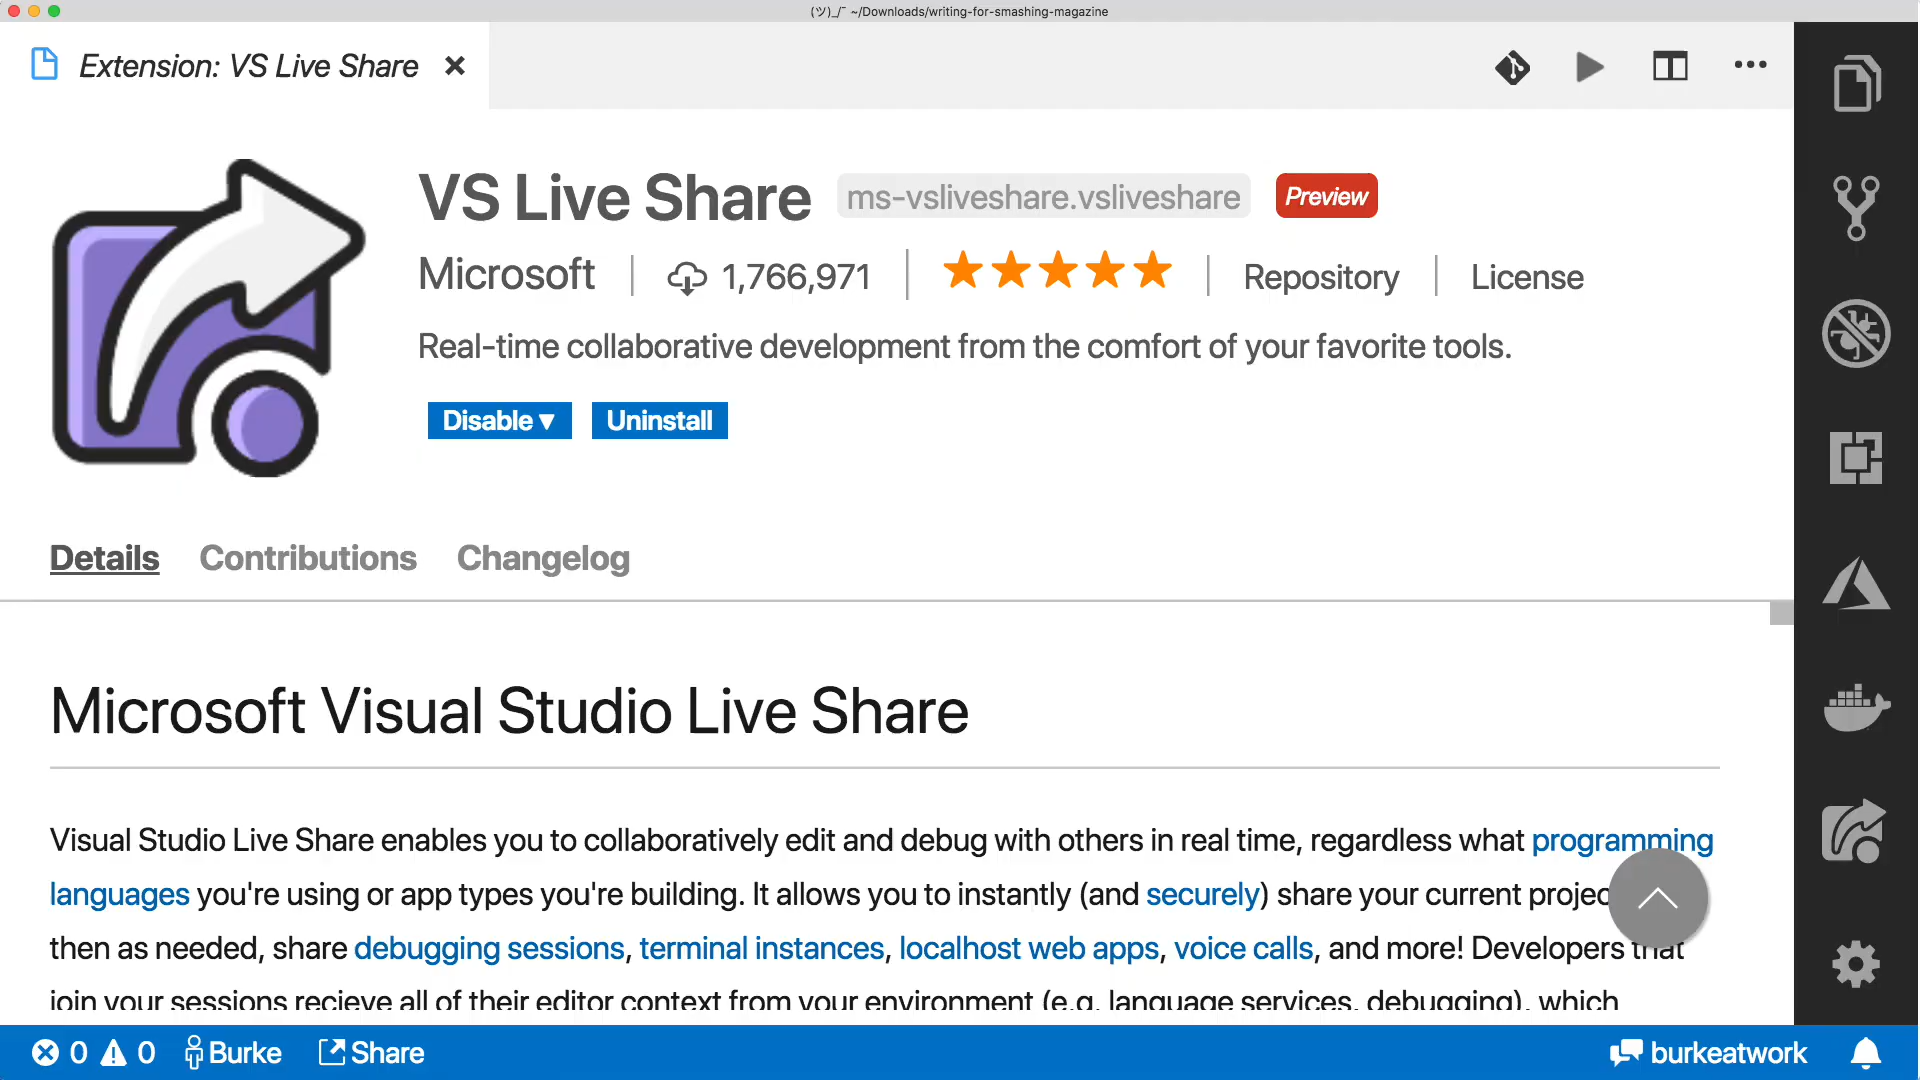 (ツ)_/¯ ~/Downloads/writing-for-smashing-magazine
Extension: VS Live Share
VS Live Share ms-vsliveshare.vsliveshare Preview
Microsoft 1,766,971 Repository License
Real-time collaborative development from the comfort of your favorite tools.
Disable ▾ Uninstall
Details Contributions Changelog
Microsoft Visual Studio Live Share
Visual Studio Live Share enables you to collaboratively edit and debug with others in real time, regardless what programming
languages you're using or app types you're building. It allows you to instantly (and securely) share your current
then as needed, share debugging sessions, terminal instances, localhost web apps, voice calls, and more! Developers that
join your sessions recieve all of their editor context from your environment (e.g. language services, debugging), which
0 0 Burke Share burkeatwork